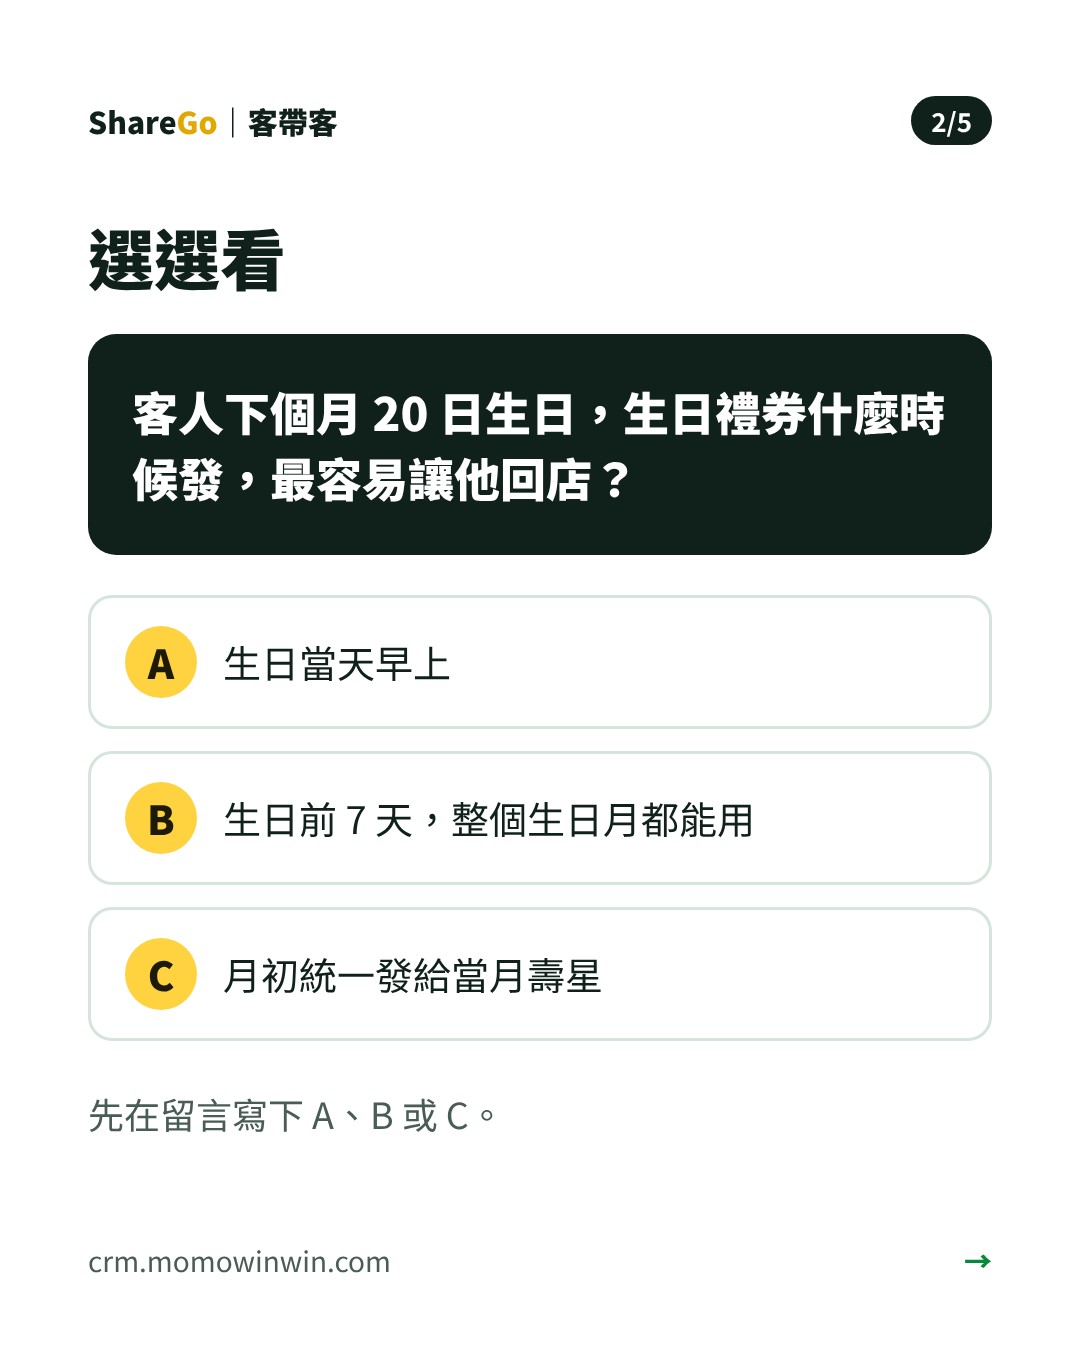 ShareGo｜客帶客
2/5
選選看
客人下個月 20 日生日，生日禮券什麼時
候發，最容易讓他回店？
A 生日當天早上
B 生日前 7 天，整個生日月都能用
C 月初統一發給當月壽星
先在留言寫下 A、B 或 C。
crm.momowinwin.com →